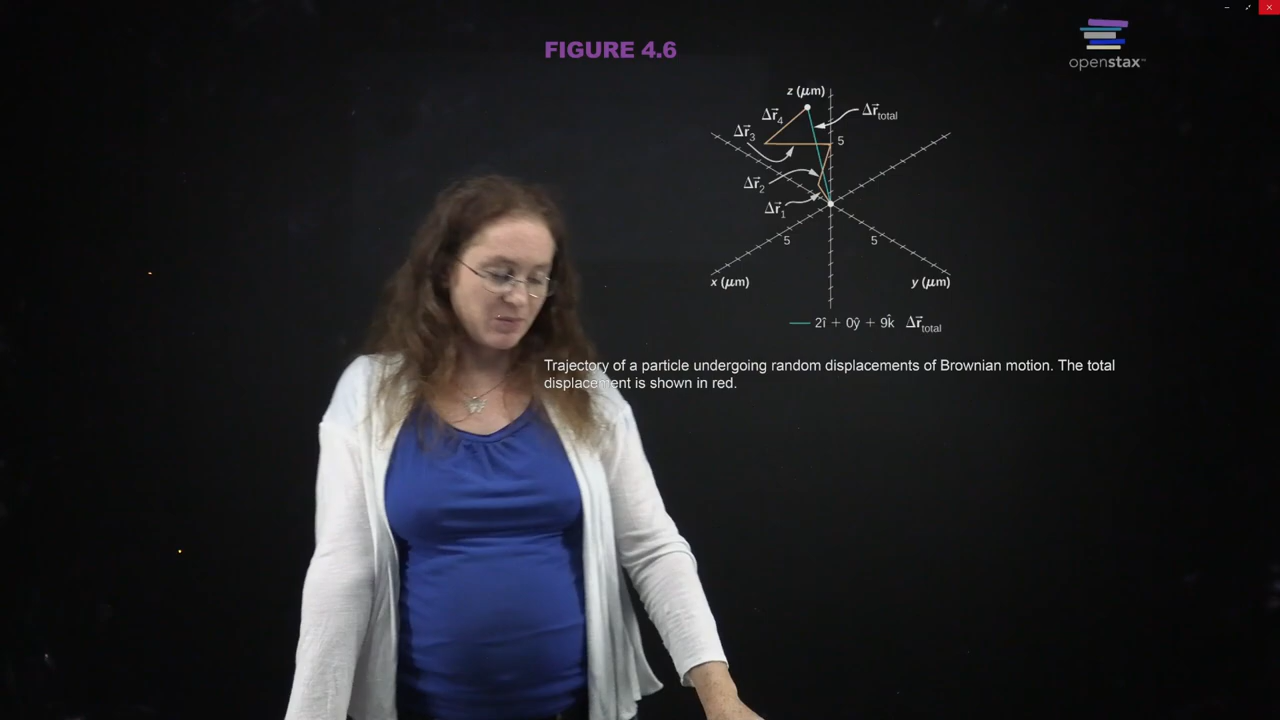 FIGURE 4.6
openstax™
z (μm)
Δr⃗₄
Δr⃗total
Δr⃗₃
5
Δr⃗₂
Δr⃗₁
5
5
x (μm)
y (μm)
2î + 0ŷ + 9k̂ Δr⃗total
Trajectory of a particle undergoing random displacements of Brownian motion. The total
displacement is shown in red.